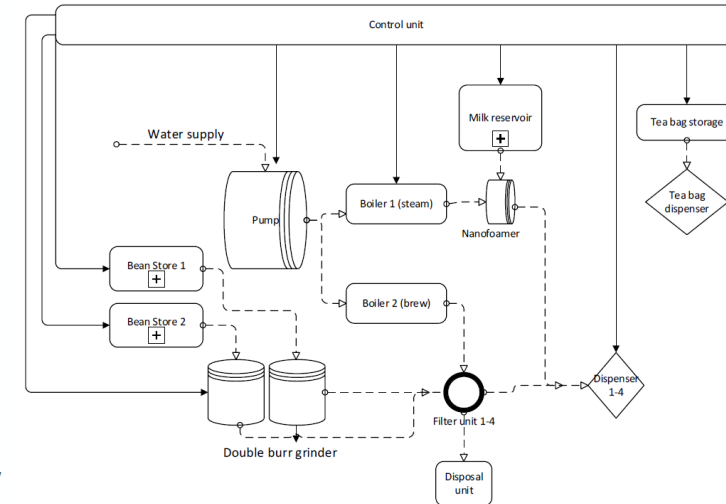 Control unit
Milk reservoir
Tea bag storage
Water supply
Tea bag
dispenser
Boiler 1 (steam)
Pump
Nanofoamer
Bean Store 1
Boiler 2 (brew)
Bean Store 2
Dispenser
1-4
Filter unit 1-4
Double burr grinder
Disposal
unit